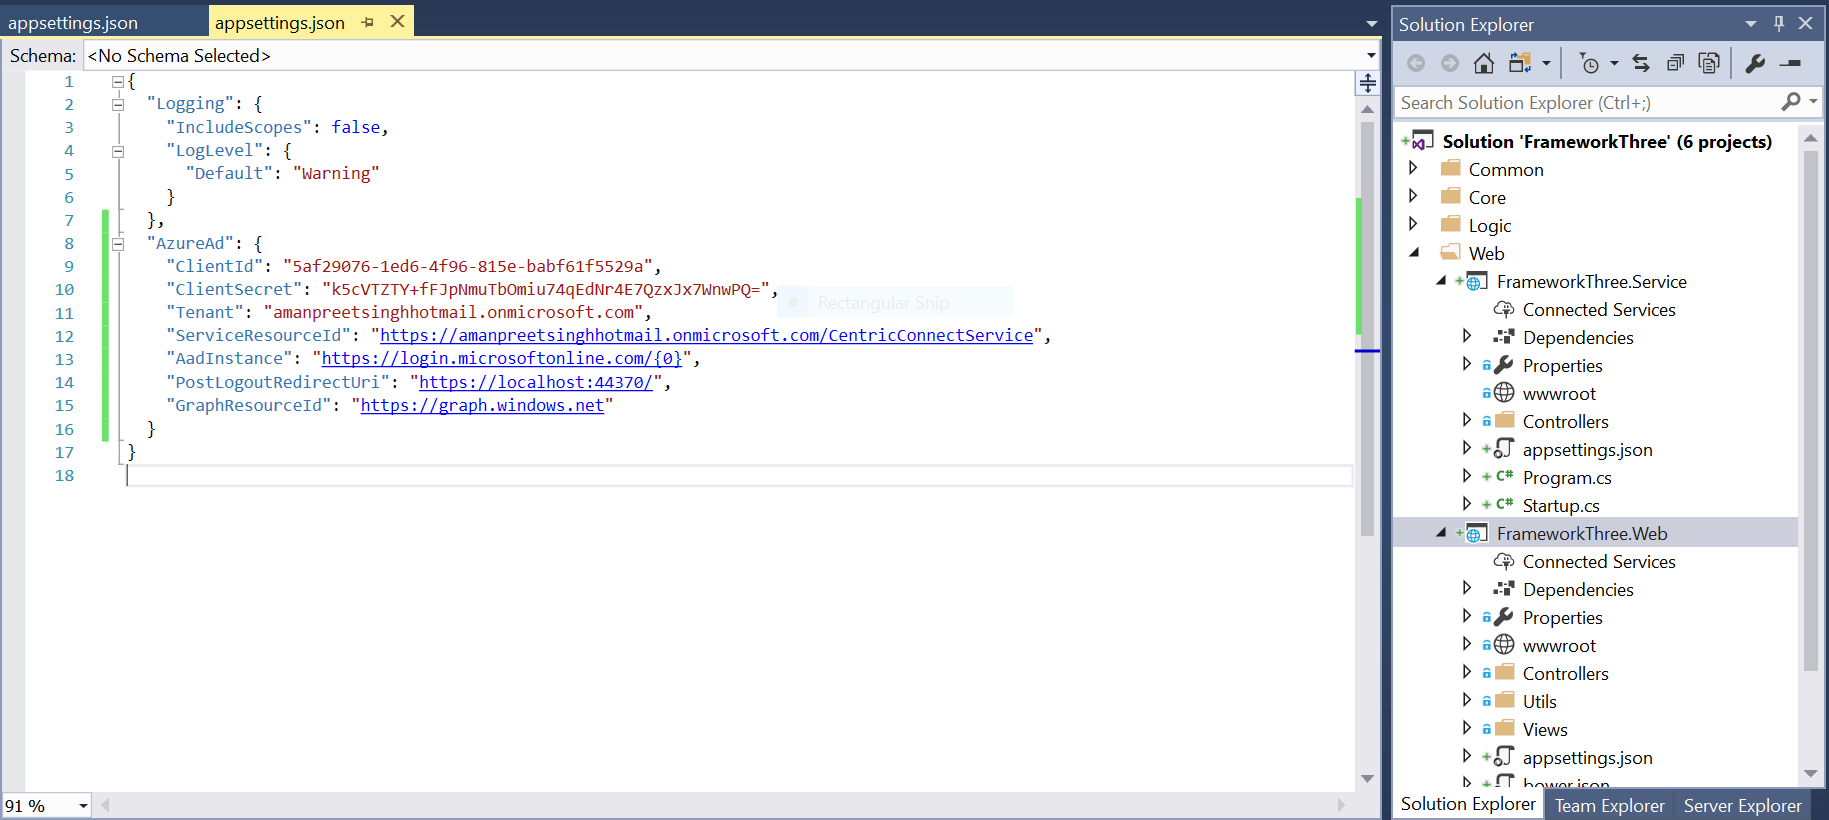 appsettings.json
appsettings.json
Schema: <No Schema Selected>
1 {
2 "Logging": {
3 "IncludeScopes": false,
4 "LogLevel": {
5 "Default": "Warning"
6 }
7 },
8 "AzureAd": {
9 "ClientId": "5af29076-1ed6-4f96-815e-babf61f5529a",
10 "ClientSecret": "k5cVTZTY+fFJpNmuTbOmiu74qEdNr4E7QzxJx7WnwPQ=",
Rectangular Snip
11 "Tenant": "amanpreetsinghhotmail.onmicrosoft.com",
12 "ServiceResourceId": "https://amanpreetsinghhotmail.onmicrosoft.com/CentricConnectService",
13 "AadInstance": "https://login.microsoftonline.com/{0}",
14 "PostLogoutRedirectUri": "https://localhost:44370/",
15 "GraphResourceId": "https://graph.windows.net"
16 }
17 }
18
91 %
Solution Explorer
Search Solution Explorer (Ctrl+;)
Solution 'FrameworkThree' (6 projects)
Common
Core
Logic
Web
FrameworkThree.Service
Connected Services
Dependencies
Properties
wwwroot
Controllers
appsettings.json
C# Program.cs
C# Startup.cs
FrameworkThree.Web
Connected Services
Dependencies
Properties
wwwroot
Controllers
Utils
Views
appsettings.json
bower.json
Solution Explorer
Team Explorer
Server Explorer